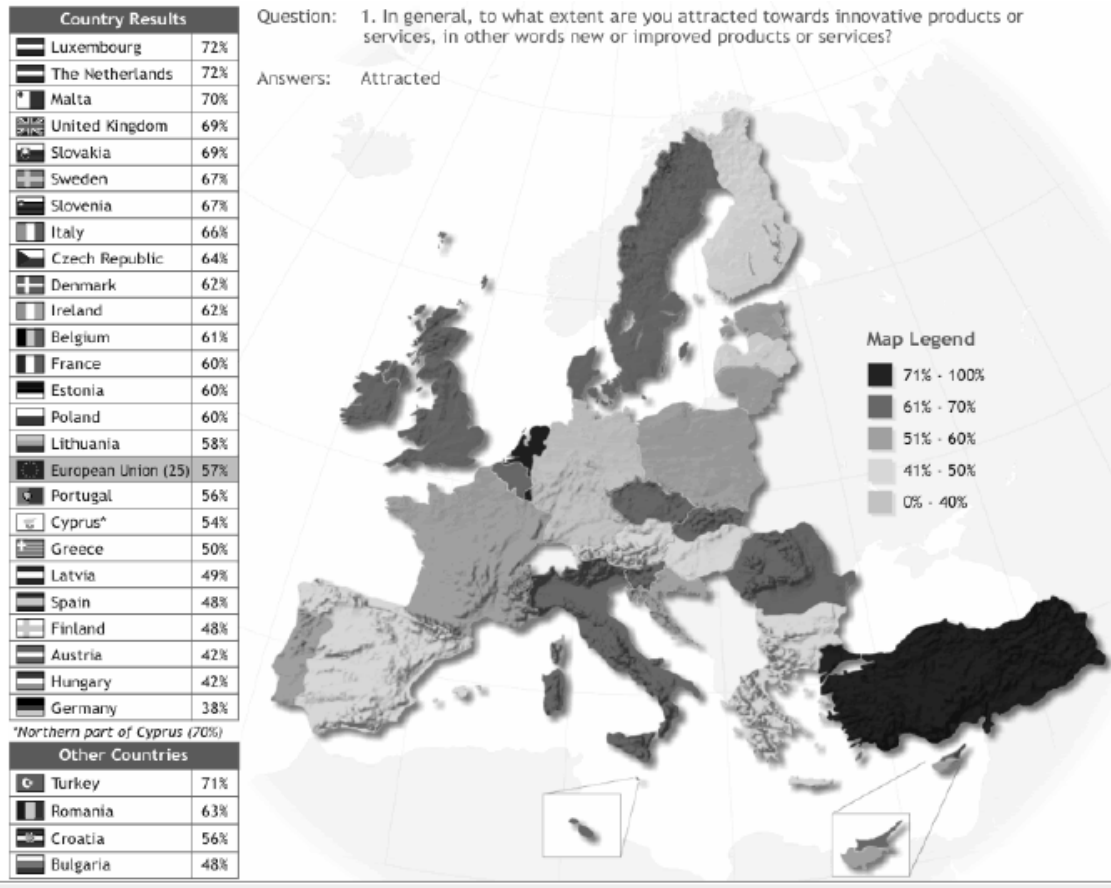 Country Results
Luxembourg 72%
The Netherlands 72%
Malta 70%
United Kingdom 69%
Slovakia 69%
Sweden 67%
Slovenia 67%
Italy 66%
Czech Republic 64%
Denmark 62%
Ireland 62%
Belgium 61%
France 60%
Estonia 60%
Poland 60%
Lithuania 58%
European Union (25) 57%
Portugal 56%
Cyprus* 54%
Greece 50%
Latvia 49%
Spain 48%
Finland 48%
Austria 42%
Hungary 42%
Germany 38%
*Northern part of Cyprus (70%)
Other Countries
Turkey 71%
Romania 63%
Croatia 56%
Bulgaria 48%
Question: 1. In general, to what extent are you attracted towards innovative products or
services, in other words new or improved products or services?
Answers: Attracted
Map Legend
71% - 100%
61% - 70%
51% - 60%
41% - 50%
0% - 40%